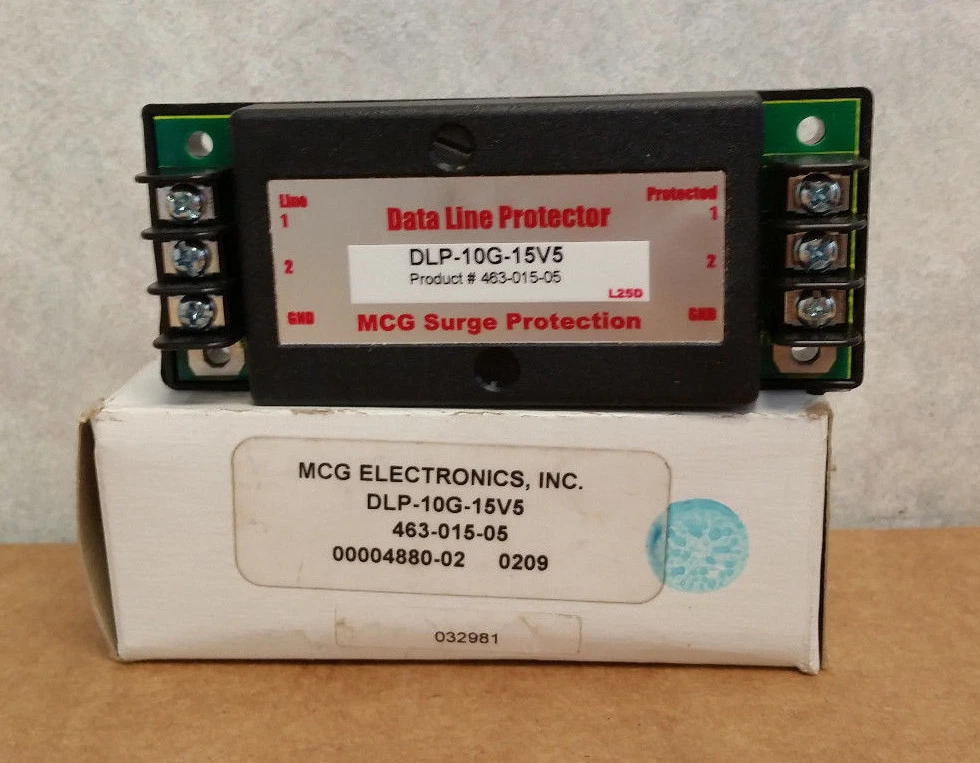 Line
Protected
1
1
Data Line Protector
DLP-10G-15V5
2
2
Product # 463-015-05
L25D
GND
GND
MCG Surge Protection
MCG ELECTRONICS, INC.
DLP-10G-15V5
463-015-05
00004880-02 0209
032981